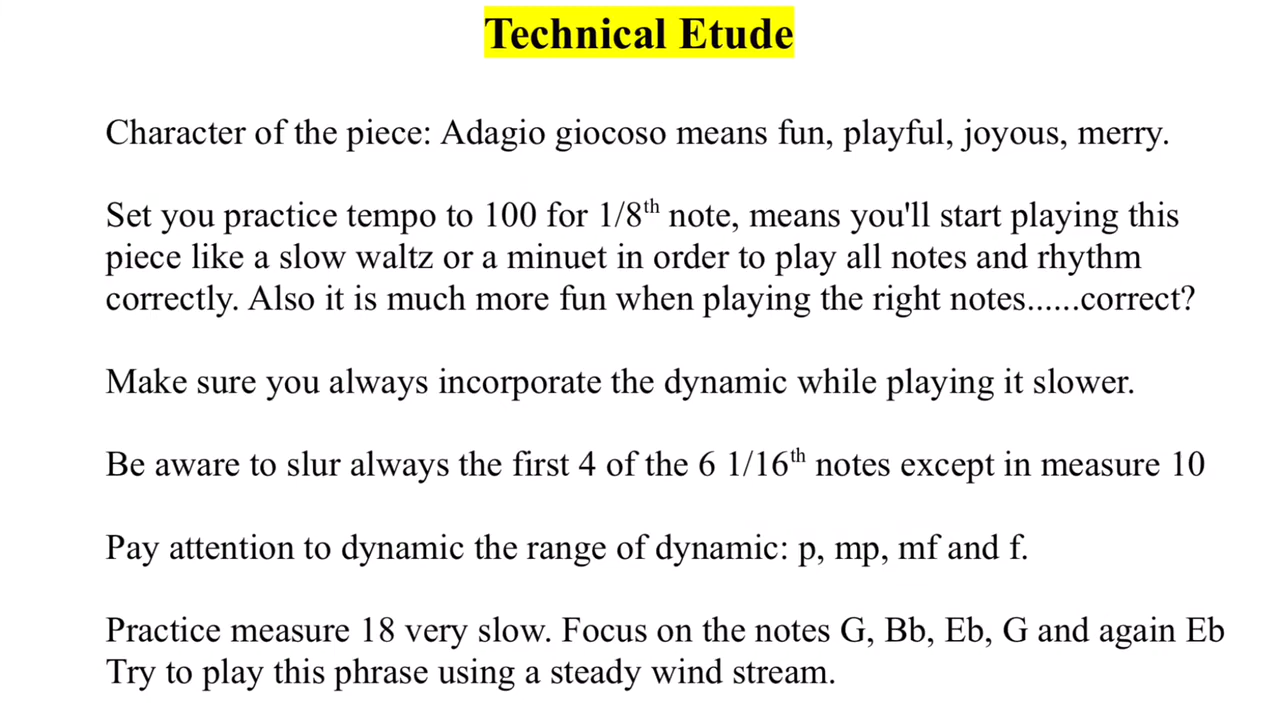 Technical Etude
Character of the piece: Adagio giocoso means fun, playful, joyous, merry.
Set you practice tempo to 100 for 1/8th note, means you'll start playing this
piece like a slow waltz or a minuet in order to play all notes and rhythm
correctly. Also it is much more fun when playing the right notes......correct?
Make sure you always incorporate the dynamic while playing it slower.
Be aware to slur always the first 4 of the 6 1/16th notes except in measure 10
Pay attention to dynamic the range of dynamic: p, mp, mf and f.
Practice measure 18 very slow. Focus on the notes G, Bb, Eb, G and again Eb
Try to play this phrase using a steady wind stream.